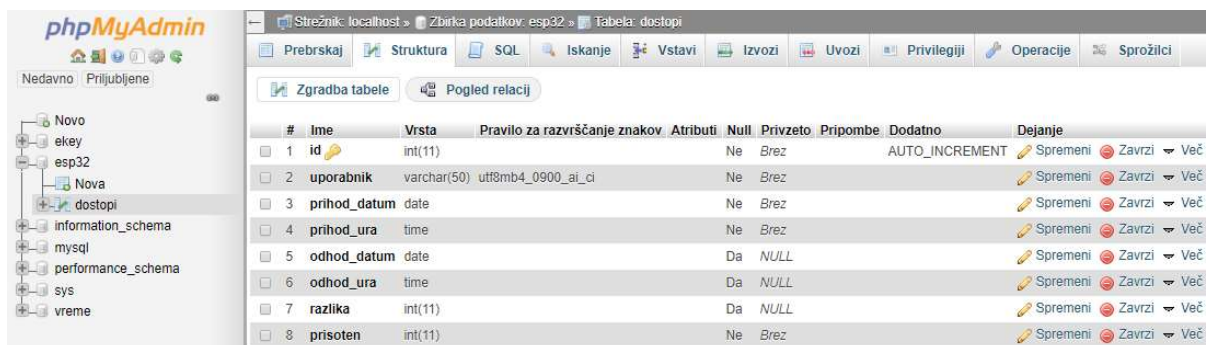 phpMyAdmin
Nedavno Priljubljene
Novo
ekey
esp32
Nova
dostopi
information_schema
mysql
performance_schema
sys
vreme
Strežnik: localhost » Zbirka podatkov: esp32 » Tabela: dostopi
Prebrskaj Struktura SQL Iskanje Vstavi Izvozi Uvozi Privilegiji Operacije Sprožilci
Zgradba tabele Pogled relacij
# Ime Vrsta Pravilo za razvrščanje znakov Atributi Null Privzeto Pripombe Dodatno Dejanje
1 id int(11) Ne Brez AUTO_INCREMENT Spremeni Zavrzi Več
2 uporabnik varchar(50) utf8mb4_0900_ai_ci Ne Brez Spremeni Zavrzi Več
3 prihod_datum date Ne Brez Spremeni Zavrzi Več
4 prihod_ura time Ne Brez Spremeni Zavrzi Več
5 odhod_datum date Da NULL Spremeni Zavrzi Več
6 odhod_ura time Da NULL Spremeni Zavrzi Več
7 razlika int(11) Da NULL Spremeni Zavrzi Več
8 prisoten int(11) Ne Brez Spremeni Zavrzi Več